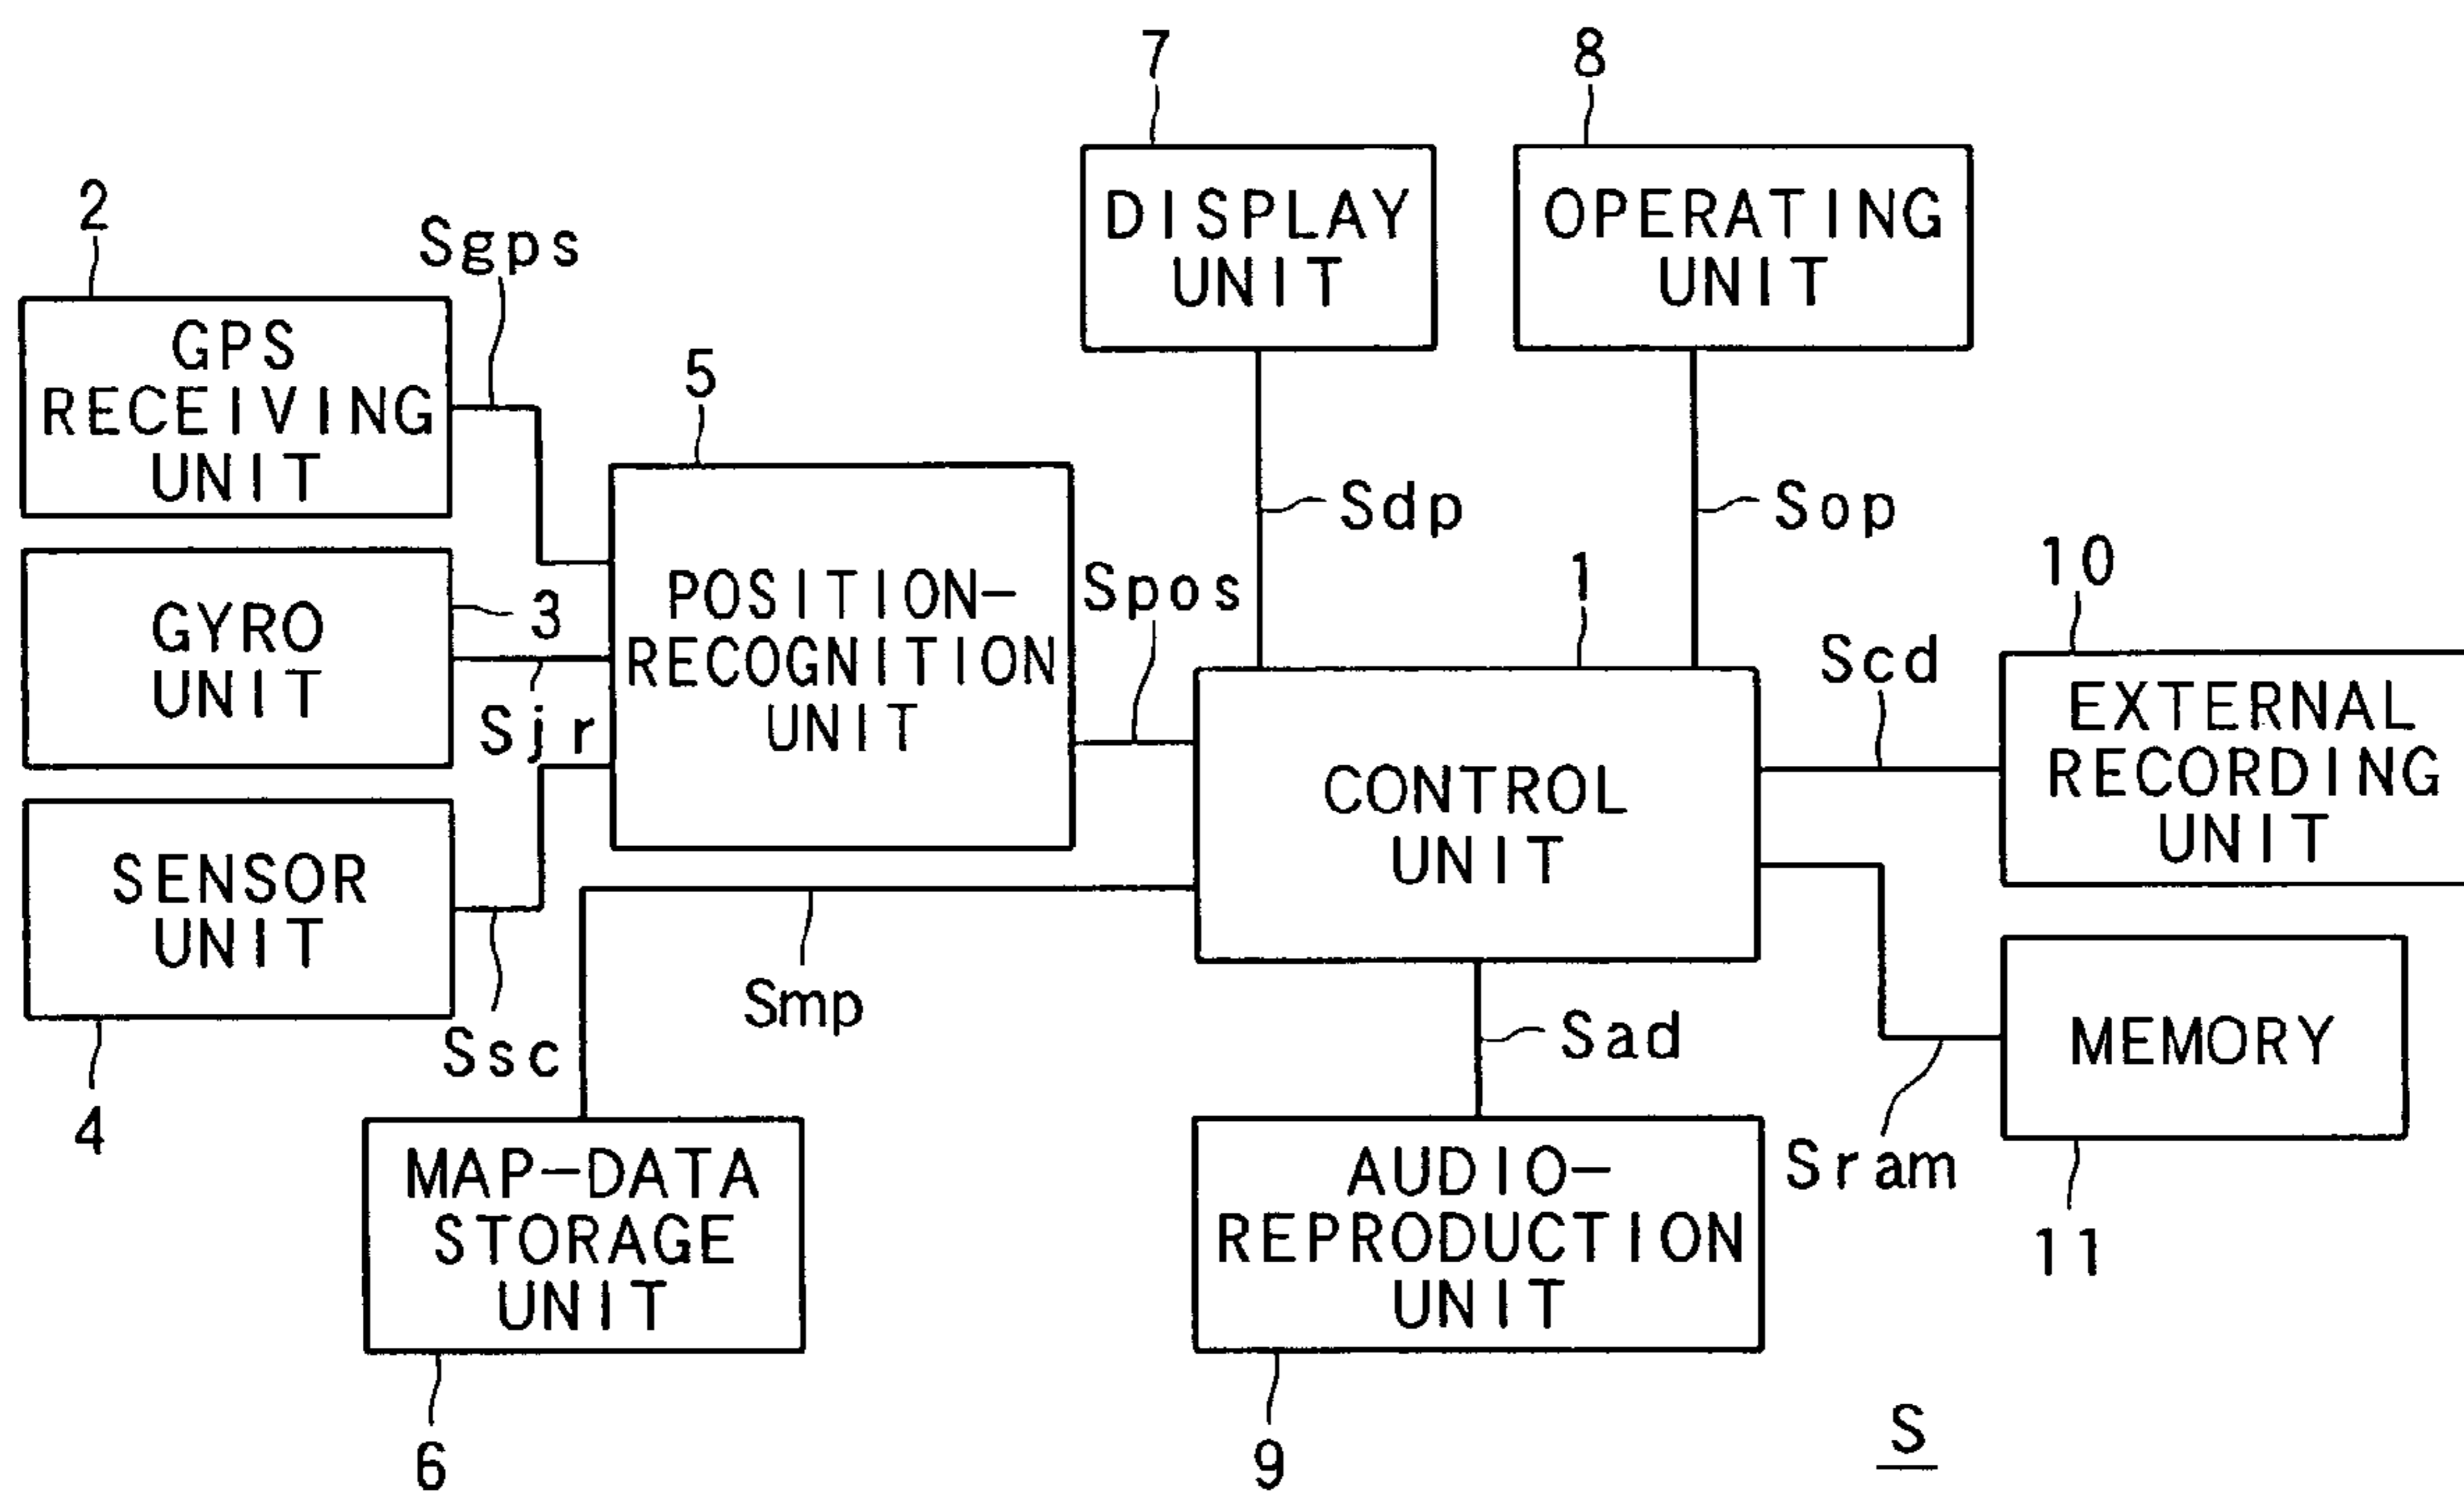 7
8
2
Sgps
DISPLAY
UNIT
OPERATING
UNIT
GPS
RECEIVING
UNIT
5
Sdp
Sop
3
GYRO
UNIT
Sjr
POSITION-
RECOGNITION
UNIT
Spos
1
10
Scd
EXTERNAL
RECORDING
UNIT
CONTROL
UNIT
SENSOR
UNIT
Ssc
4
Smp
Sad
MEMORY
Sram
11
MAP-DATA
STORAGE
UNIT
6
AUDIO-
REPRODUCTION
UNIT
9
S